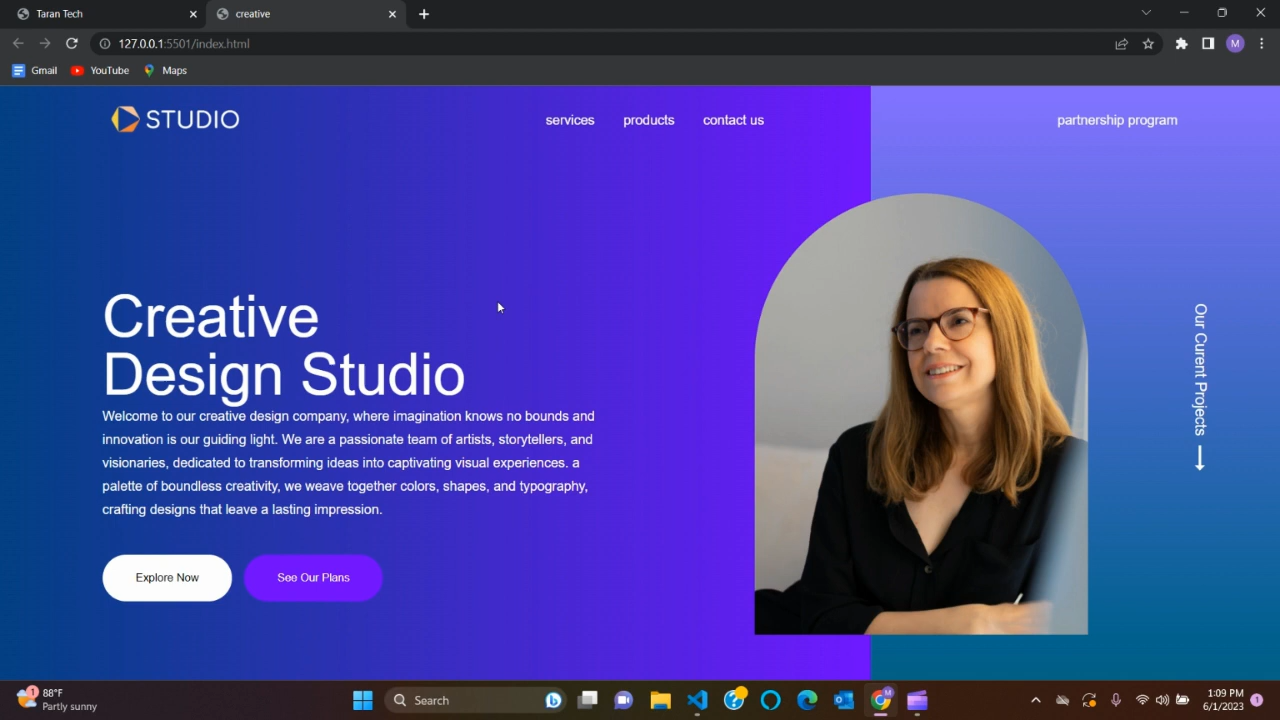 Taran Tech
creative
127.0.0.1:5501/index.html
M
Gmail
YouTube
Maps
STUDIO
services
products
contact us
partnership program
Creative
Design Studio
Welcome to our creative design company, where imagination knows no bounds and
innovation is our guiding light. We are a passionate team of artists, storytellers, and
visionaries, dedicated to transforming ideas into captivating visual experiences. a
palette of boundless creativity, we weave together colors, shapes, and typography,
crafting designs that leave a lasting impression.
Explore Now
See Our Plans
Our Curent Projects
1
88°F
Partly sunny
Search
M
1:09 PM
6/1/2023
1